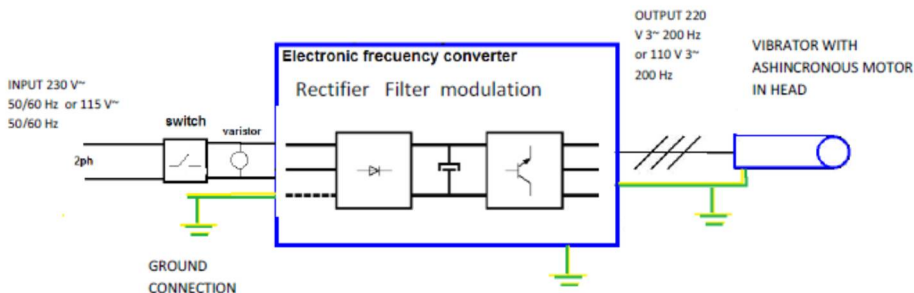 INPUT 230 V~
50/60 Hz or 115 V~
50/60 Hz
2ph
switch
varistor
GROUND
CONNECTION
Electronic frecuency converter
Rectifier Filter modulation
OUTPUT 220
V 3~ 200 Hz
or 110 V 3~
200 Hz
VIBRATOR WITH
ASHINCRONOUS MOTOR
IN HEAD